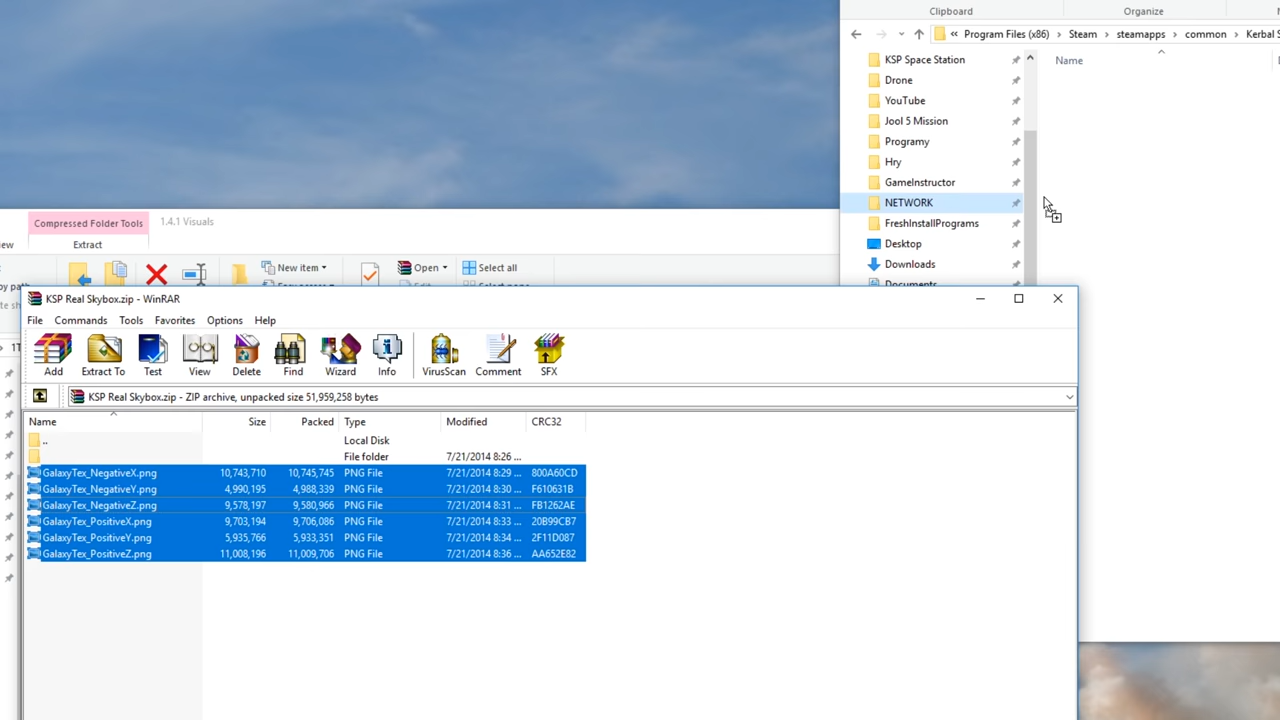 Clipboard
Organize
« Program Files (x86) > Steam > steamapps > common > Kerbal S
KSP Space Station
Name
Drone
YouTube
Jool 5 Mission
Programy
Hry
GameInstructor
NETWORK
FreshInstallPrograms
Desktop
Downloads
Documents
Compressed Folder Tools
1.4.1 Visuals
Extract
New item
Open
Select all
KSP Real Skybox.zip - WinRAR
File Commands Tools Favorites Options Help
Add Extract To Test View Delete Find Wizard Info VirusScan Comment SFX
KSP Real Skybox.zip - ZIP archive, unpacked size 51,959,258 bytes
Name Size Packed Type Modified CRC32
.. Local Disk
File folder 7/21/2014 8:26 ...
GalaxyTex_NegativeX.png 10,743,710 10,745,745 PNG File 7/21/2014 8:29 ... 800A60CD
GalaxyTex_NegativeY.png 4,990,195 4,988,339 PNG File 7/21/2014 8:30 ... F610631B
GalaxyTex_NegativeZ.png 9,578,197 9,580,966 PNG File 7/21/2014 8:31 ... FB1262AE
GalaxyTex_PositiveX.png 9,703,194 9,706,086 PNG File 7/21/2014 8:33 ... 20B99CB7
GalaxyTex_PositiveY.png 5,935,766 5,933,351 PNG File 7/21/2014 8:34 ... 2F11D087
GalaxyTex_PositiveZ.png 11,008,196 11,009,706 PNG File 7/21/2014 8:36 ... AA652E82